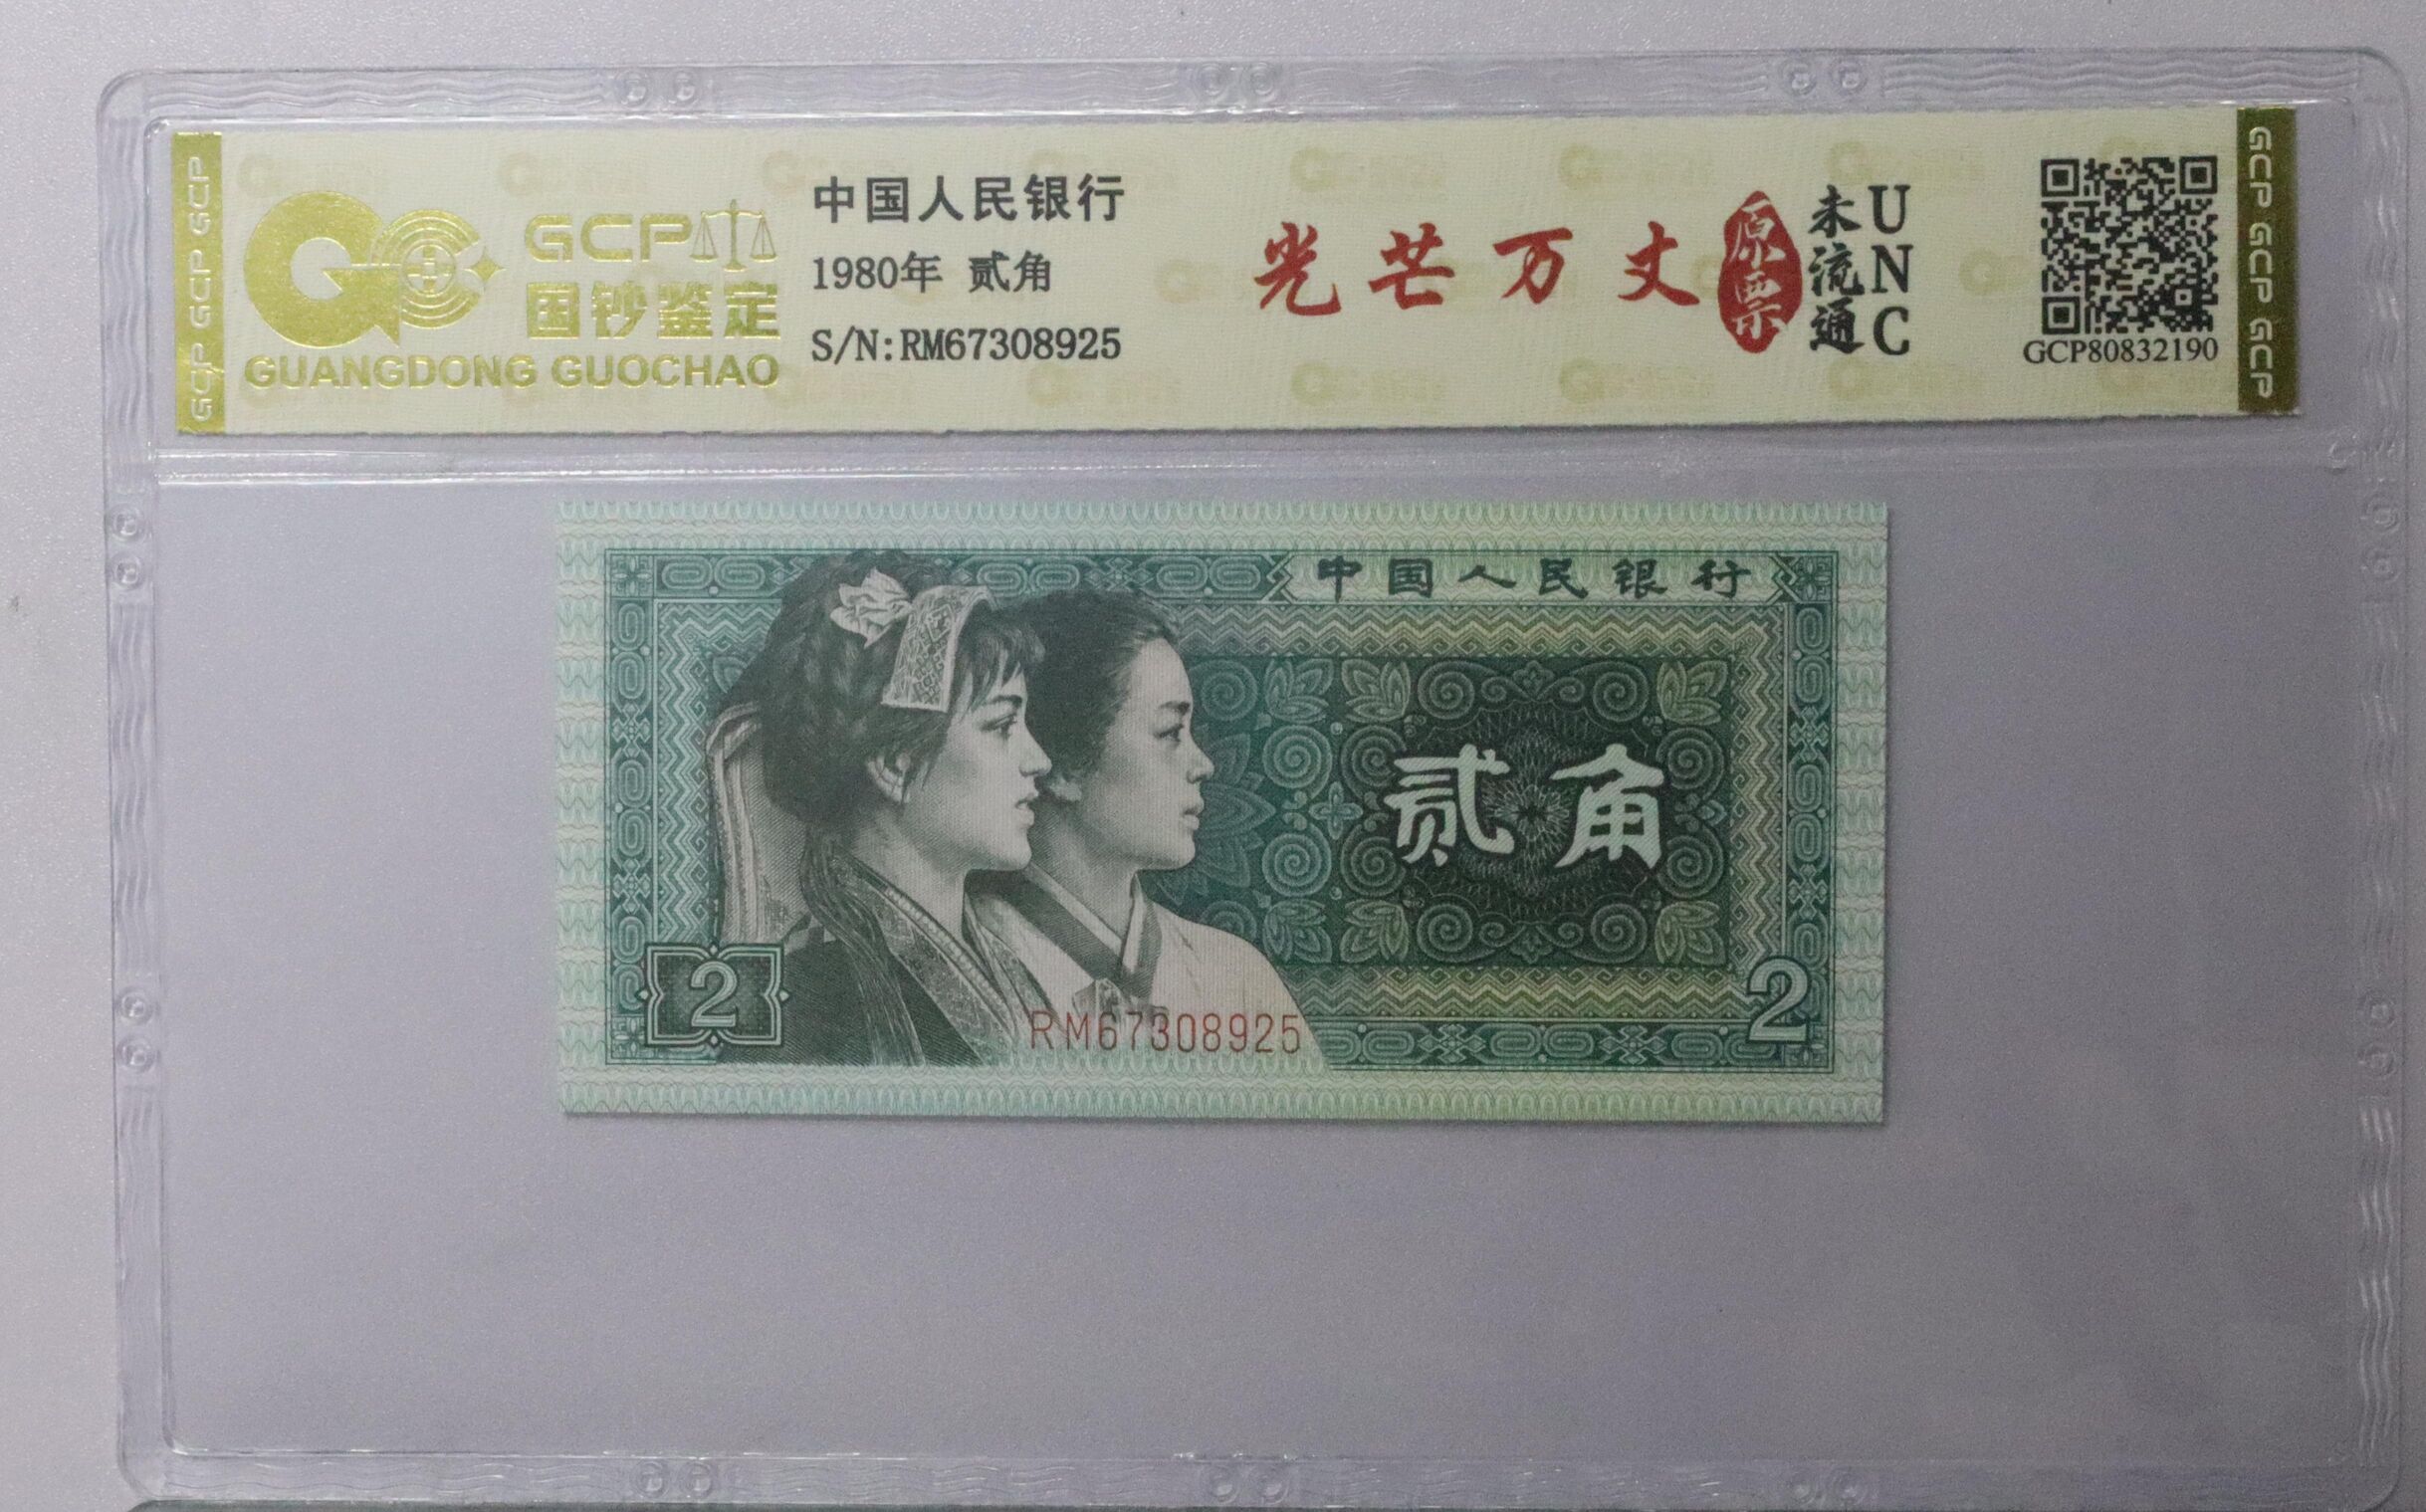 GCP GCP GCP
GCP
国钞鉴定
GUANGDONG GUOCHAO
中国人民银行
1980年 贰角
S/N:RM67308925
光芒万丈
原票
未流通
UNC
GCP80832190
GCP GCP GCP
中国人民银行
贰角
2
RM67308925
2